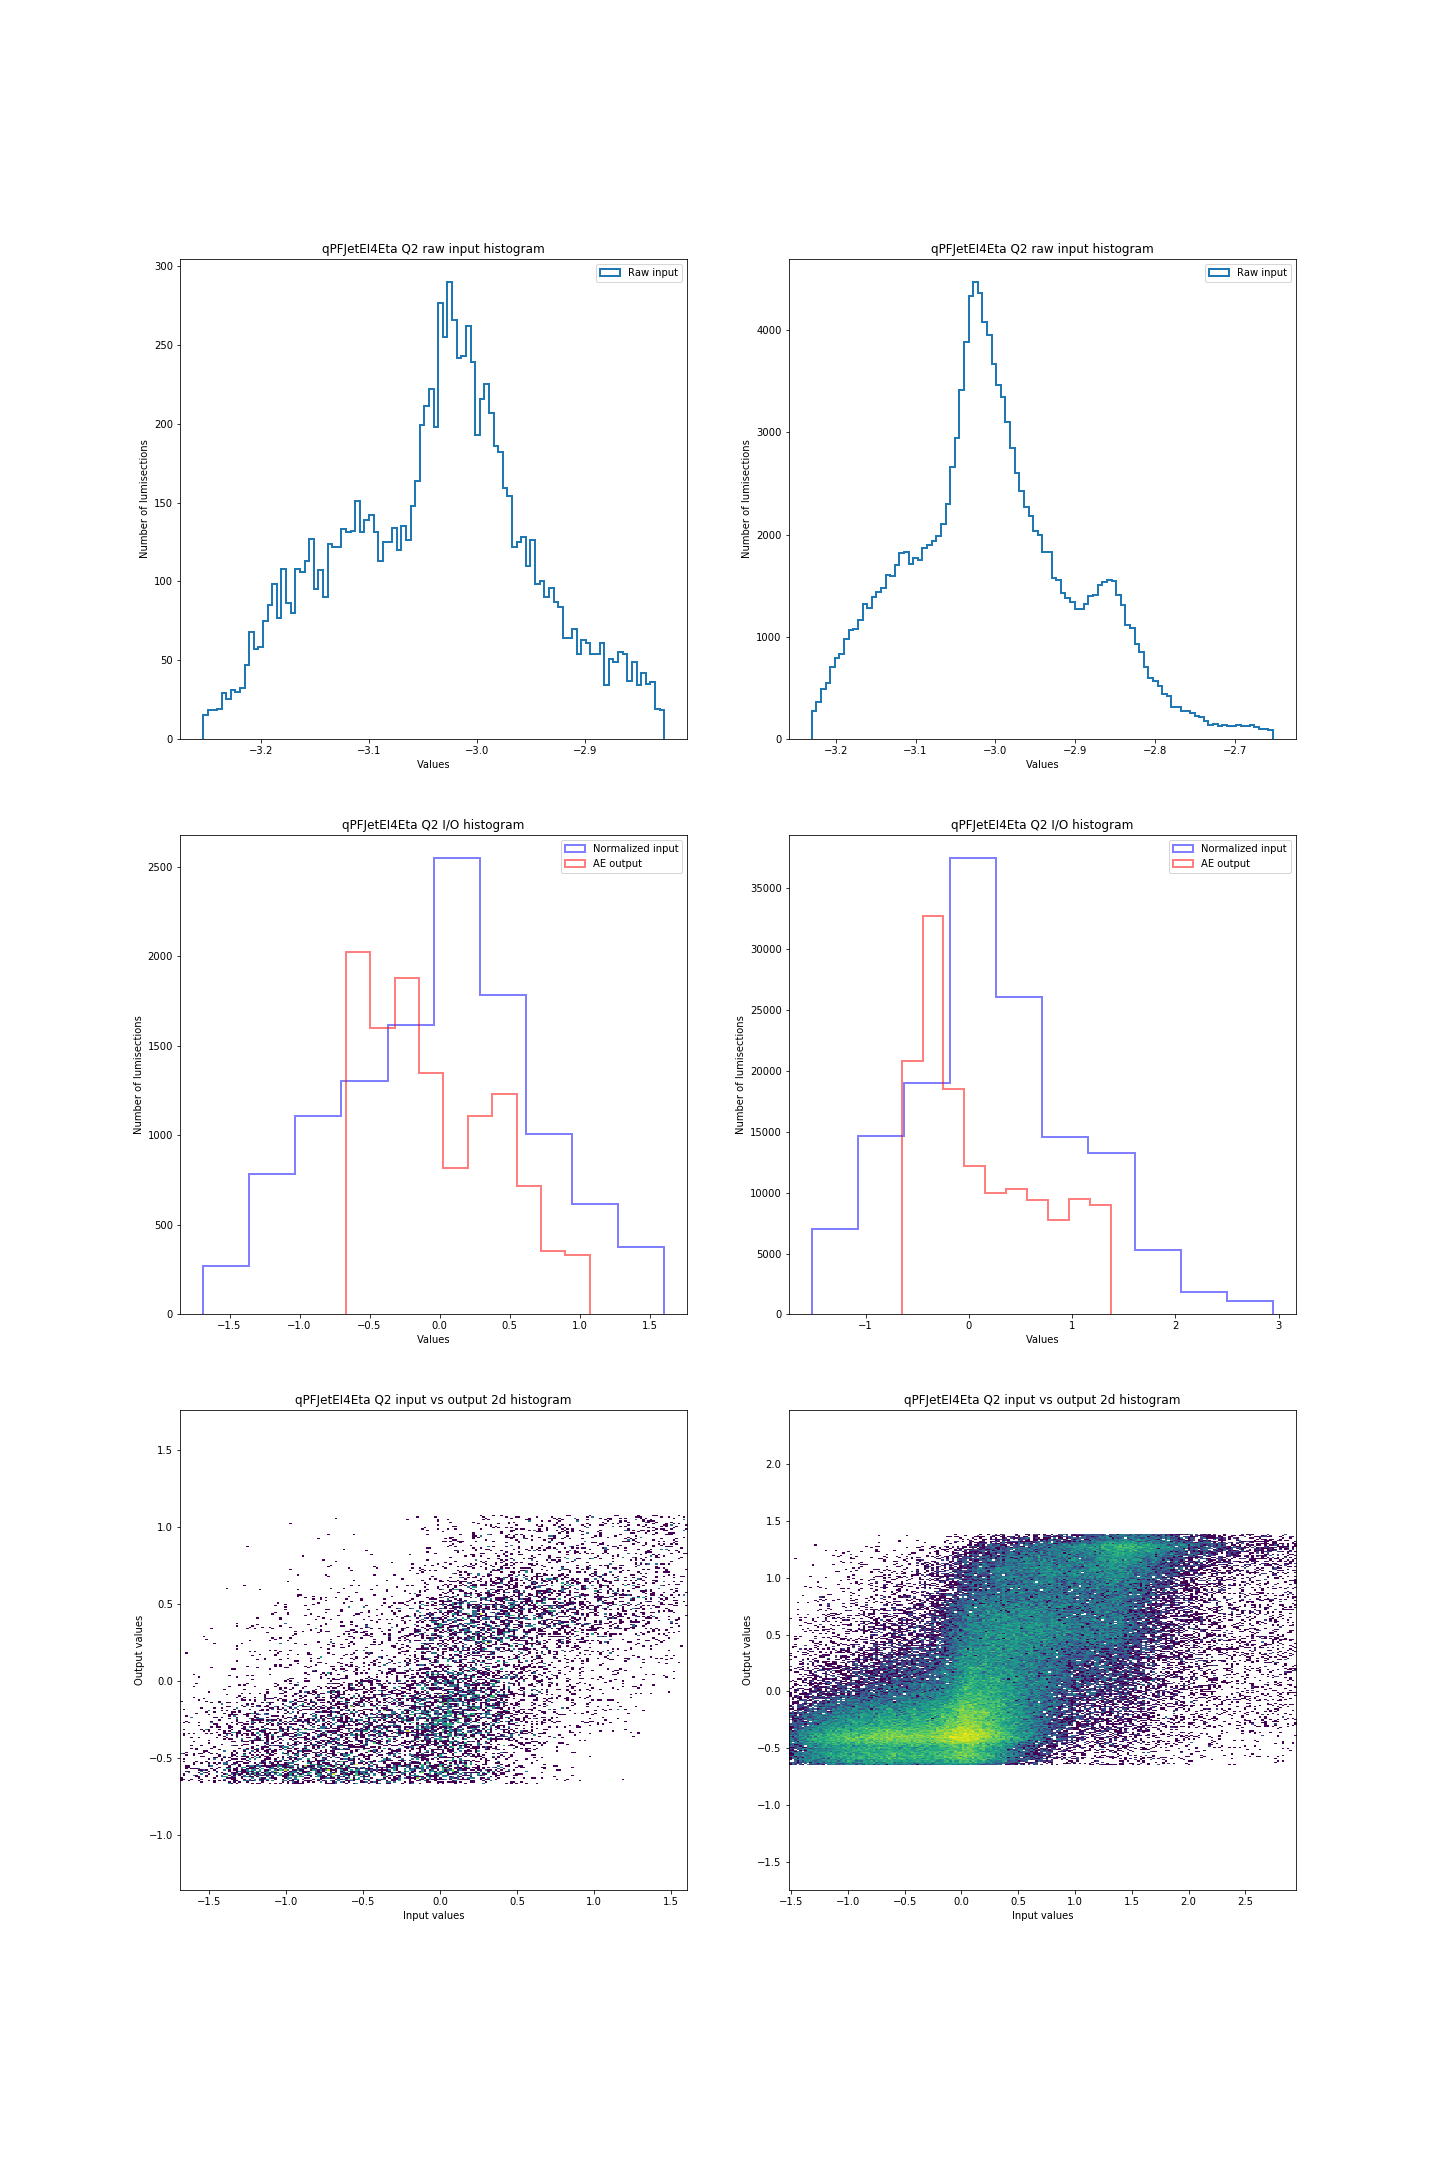 qPFJetEI4Eta Q2 raw input histogram
Raw input
300
250
200
150
100
50
0
Number of lumisections
−3.2 −3.1 −3.0 −2.9
Values
qPFJetEI4Eta Q2 raw input histogram
Raw input
4000
3000
2000
1000
0
Number of lumisections
−3.2 −3.1 −3.0 −2.9 −2.8 −2.7
Values
qPFJetEI4Eta Q2 I/O histogram
Normalized input
AE output
2500
2000
1500
1000
500
0
Number of lumisections
−1.5 −1.0 −0.5 0.0 0.5 1.0 1.5
Values
qPFJetEI4Eta Q2 I/O histogram
Normalized input
AE output
35000
30000
25000
20000
15000
10000
5000
0
Number of lumisections
−1 0 1 2 3
Values
qPFJetEI4Eta Q2 input vs output 2d histogram
1.5
1.0
0.5
0.0
−0.5
−1.0
Output values
−1.5 −1.0 −0.5 0.0 0.5 1.0 1.5
Input values
qPFJetEI4Eta Q2 input vs output 2d histogram
2.0
1.5
1.0
0.5
0.0
−0.5
−1.0
−1.5
Output values
−1.5 −1.0 −0.5 0.0 0.5 1.0 1.5 2.0 2.5
Input values